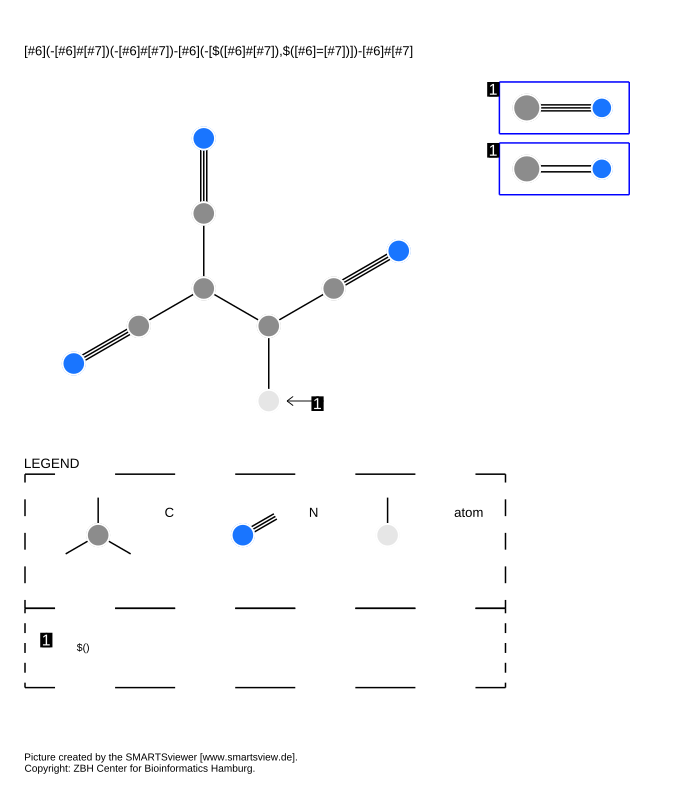 [#6](-[#6]#[#7])(-[#6]#[#7])-[#6](-[$([#6]#[#7]),$([#6]=[#7])])-[#6]#[#7]
1
1
1
LEGEND
C N atom
1 $()
Picture created by the SMARTSviewer [www.smartsview.de].
Copyright: ZBH Center for Bioinformatics Hamburg.